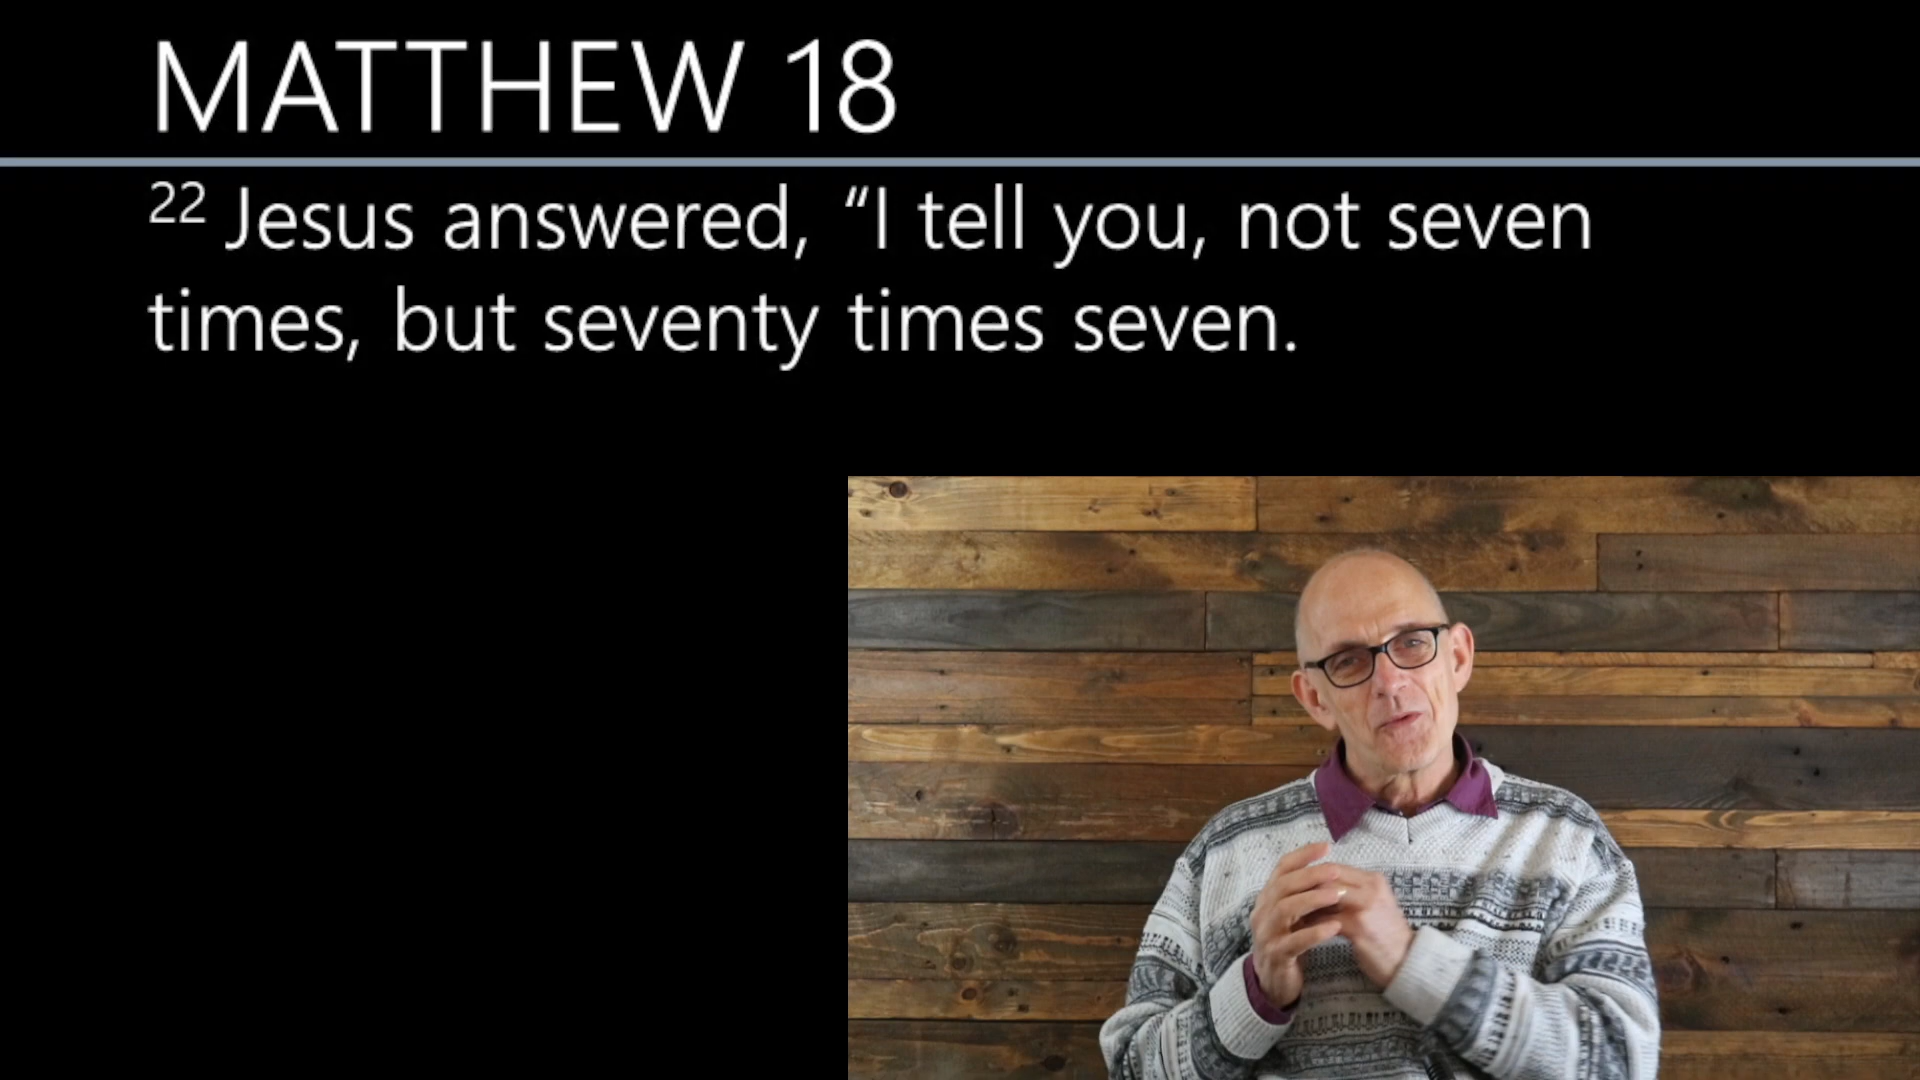 MATTHEW 18
22 Jesus answered, “I tell you, not seven
times, but seventy times seven.